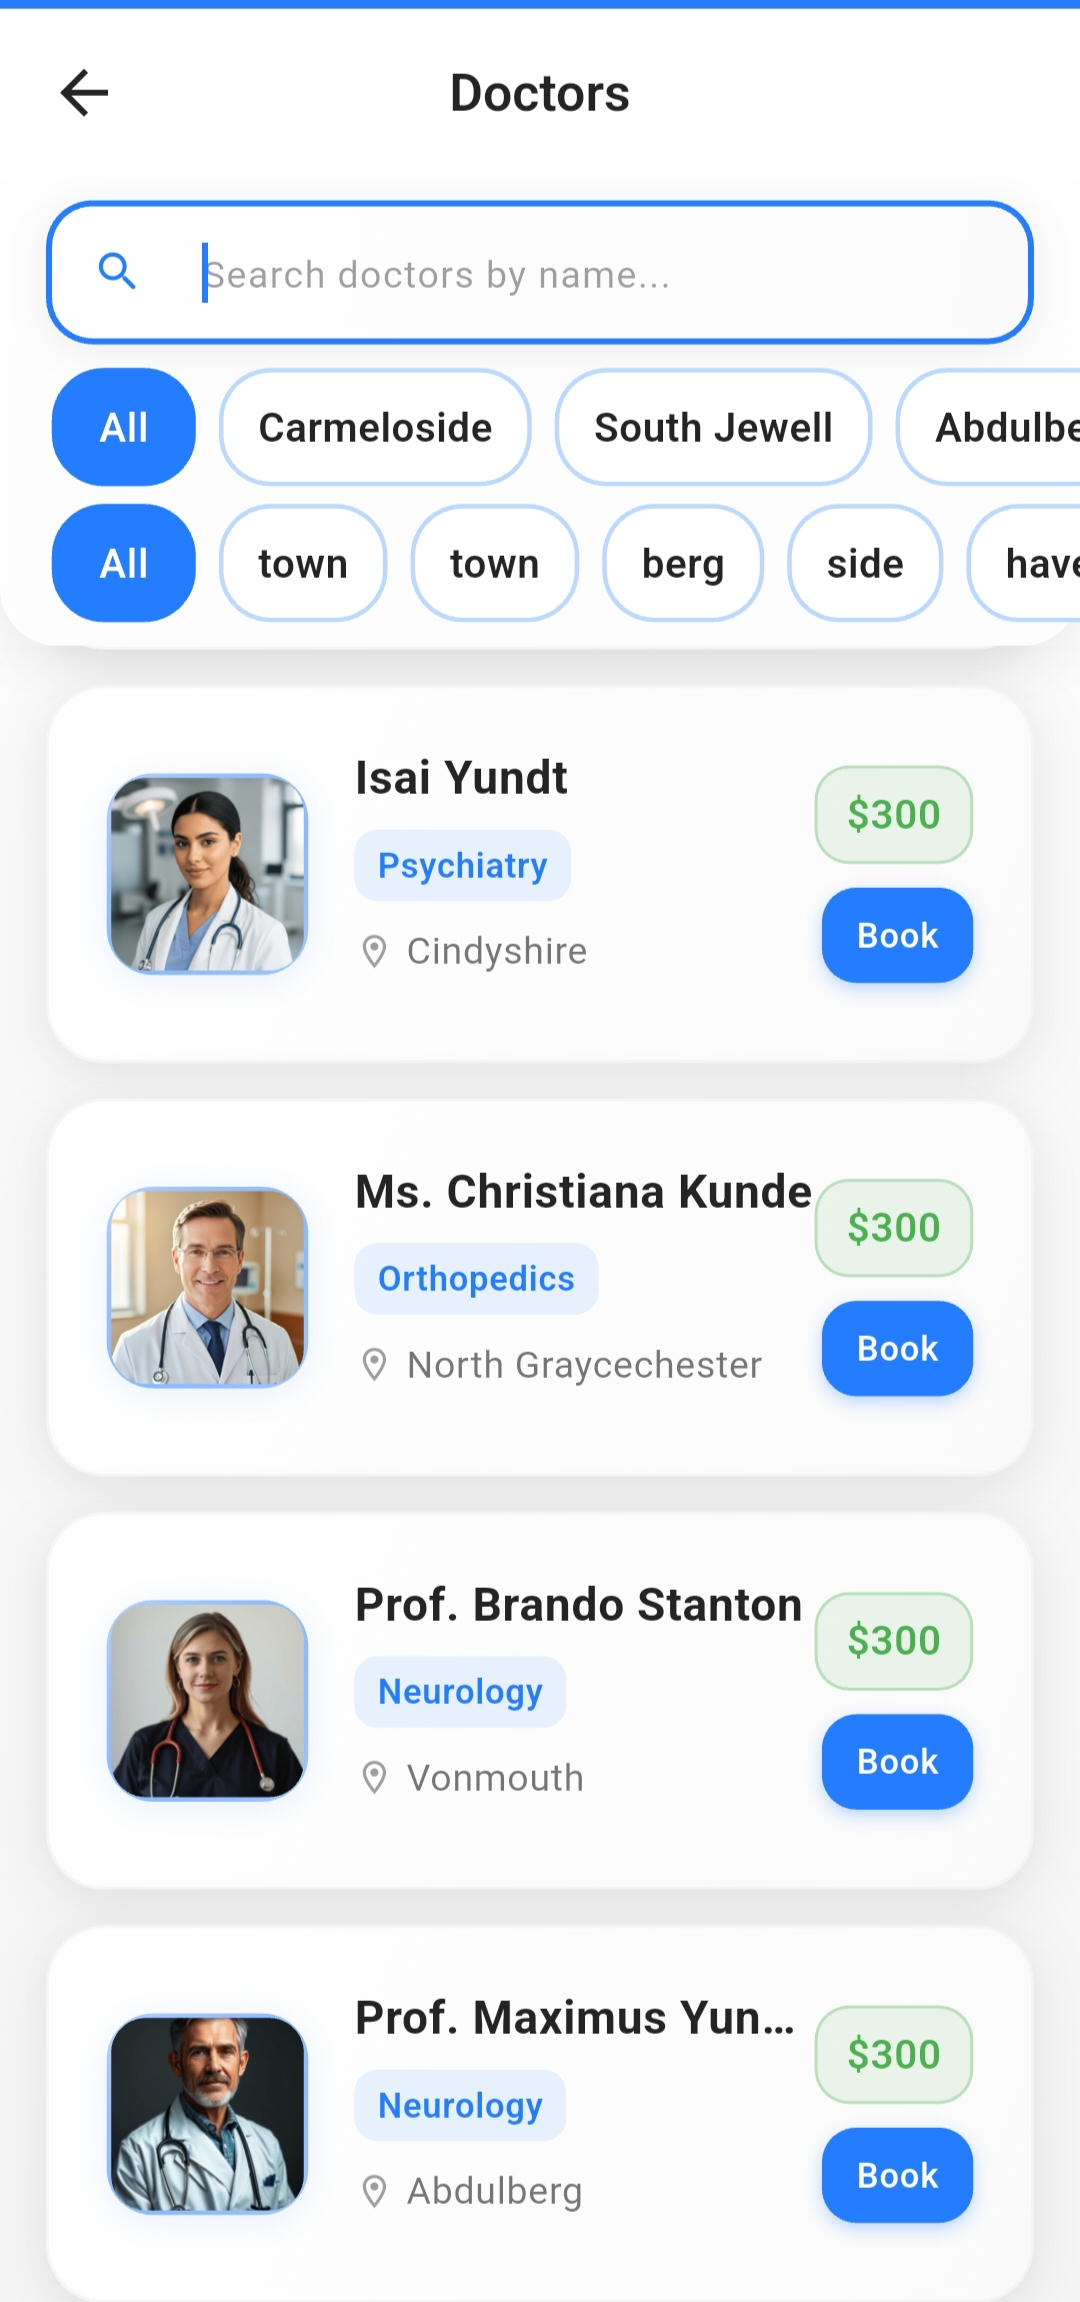 Doctors
Search doctors by name...
All Carmeloside South Jewell Abdulbe
All town town berg side have
Isai Yundt
$300
Psychiatry
Book
Cindyshire
Ms. Christiana Kunde
$300
Orthopedics
Book
North Graycechester
Prof. Brando Stanton
$300
Neurology
Book
Vonmouth
Prof. Maximus Yun...
$300
Neurology
Book
Abdulberg